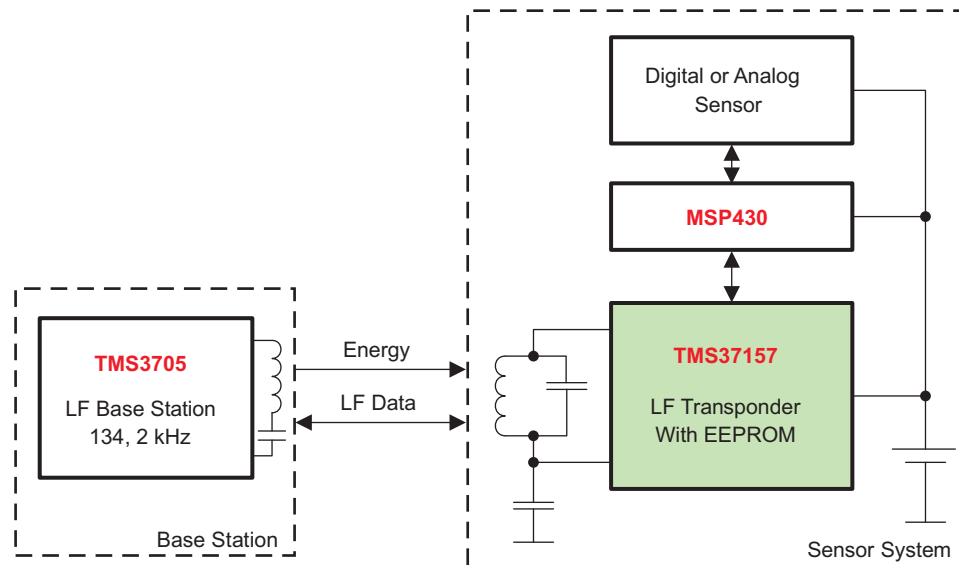 Digital or Analog
Sensor
MSP430
TMS37157
LF Transponder
With EEPROM
Sensor System
Energy
LF Data
TMS3705
LF Base Station
134, 2 kHz
Base Station